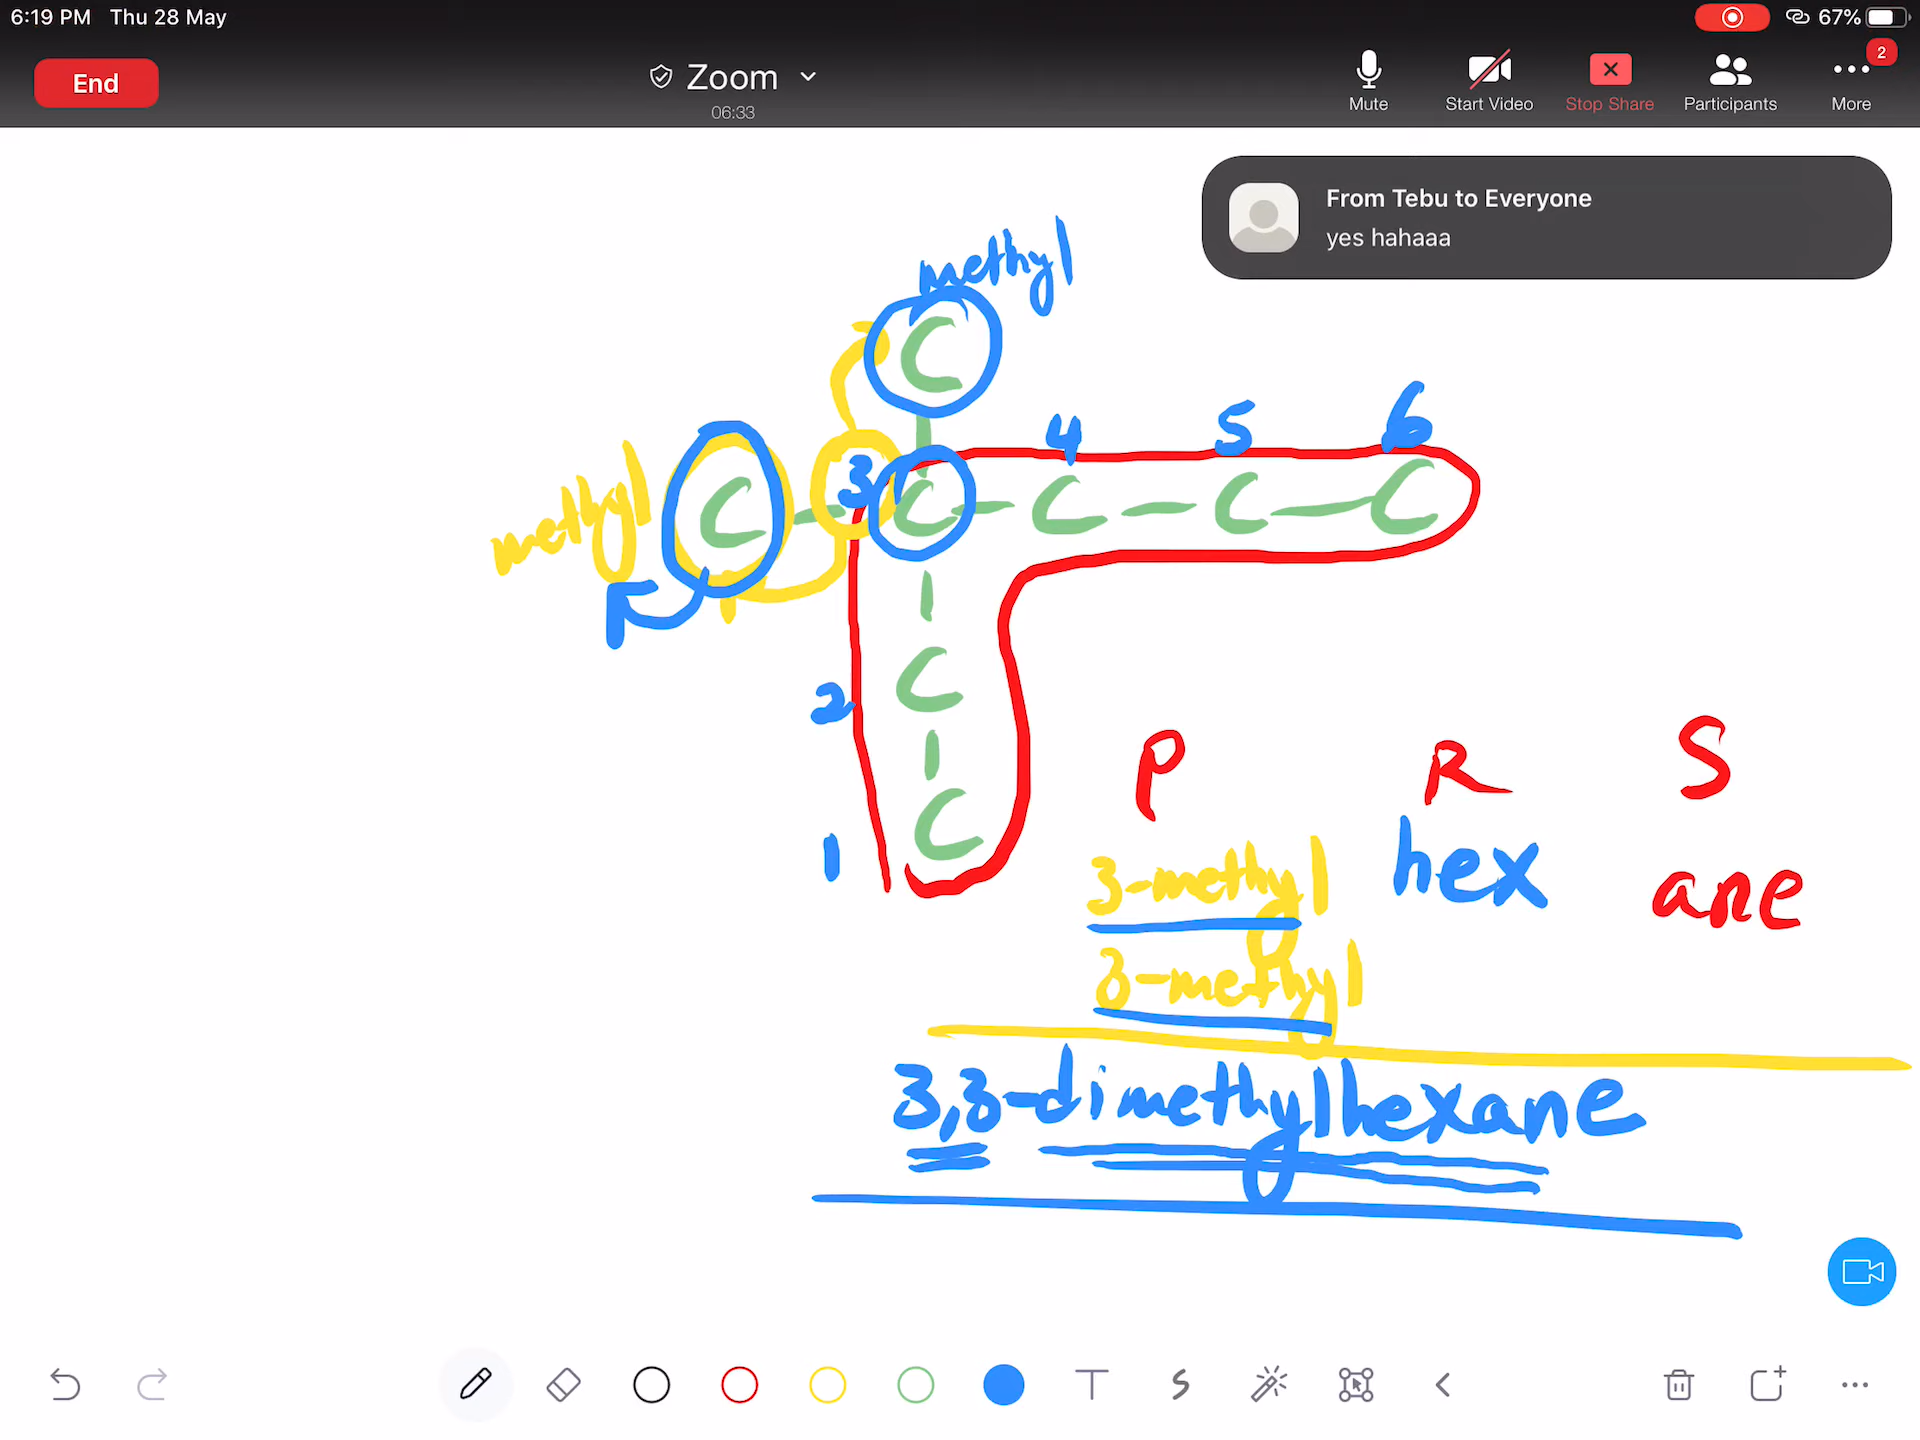 6:19 PM Thu 28 May
67%
End
Zoom
06:33
Mute
Start Video
Stop Share
Participants
More
2
From Tebu to Everyone
yes hahaaa
methyl
C
4 5 6
methyl C - 3 C - C - C - C
C
2
C
1
P R S
3-methyl hex ane
3-methyl
3,3-dimethylhexane
T